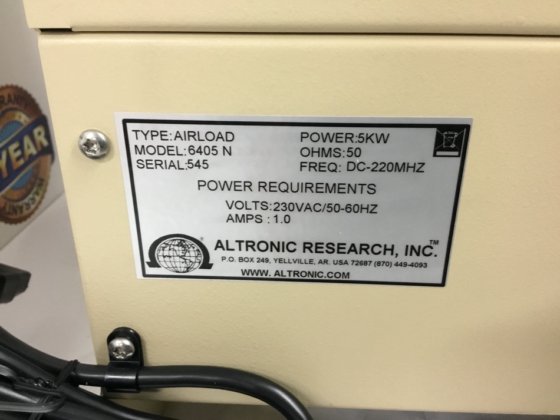 YEAR
WARRANTY
TYPE:AIRLOAD
MODEL:6405 N
SERIAL:545
POWER:5KW
OHMS:50
FREQ: DC-220MHZ
POWER REQUIREMENTS
VOLTS:230VAC/50-60HZ
AMPS : 1.0
ALTRONIC RESEARCH, INC.™
P.O. BOX 249, YELLVILLE, AR. USA 72687 (870) 449-4093
WWW. ALTRONIC.COM